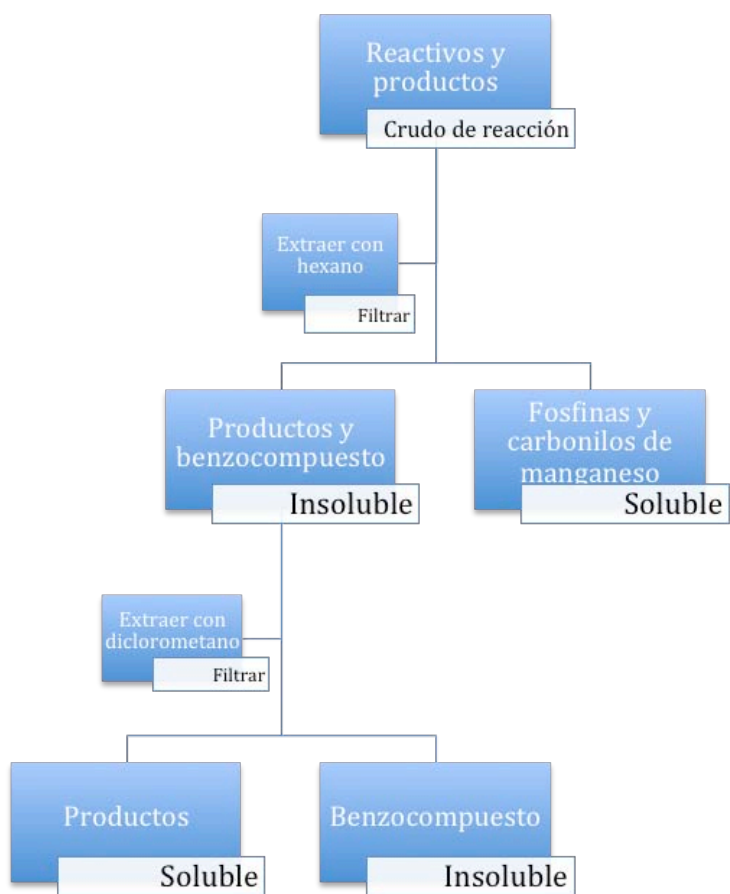 Reactivos y
productos
Crudo de reacción
Extraer con
hexano
Filtrar
Productos y
benzocompuesto
Insoluble
Fosfinas y
carbonilos de
manganeso
Soluble
Extraer con
diclorometano
Filtrar
Productos
Soluble
Benzocompuesto
Insoluble